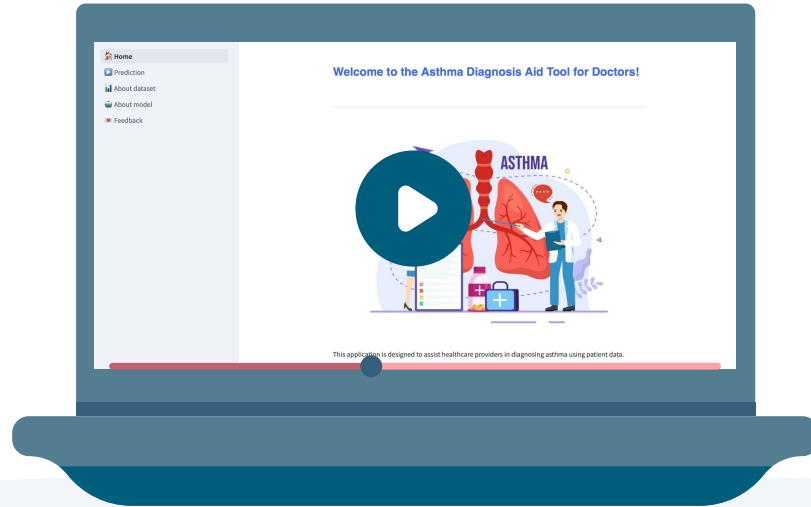 Home
Prediction
About dataset
About model
Feedback
Welcome to the Asthma Diagnosis Aid Tool for Doctors!
ASTHMA
This application is designed to assist healthcare providers in diagnosing asthma using patient data.